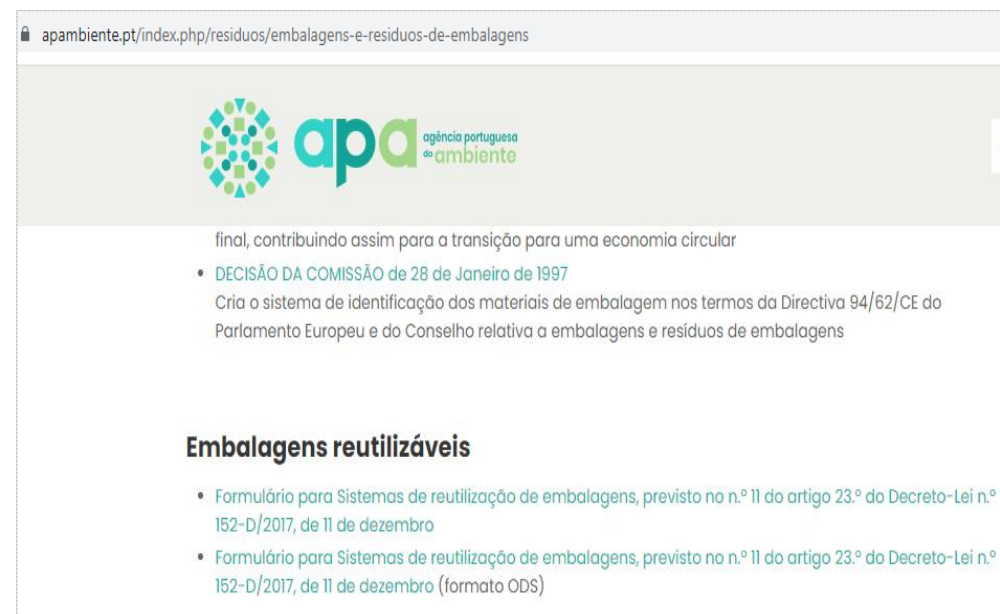 apambiente.pt/index.php/residuos/embalagens-e-residuos-de-embalagens
apa agência portuguesa
do ambiente
final, contribuindo assim para a transição para uma economia circular
• DECISÃO DA COMISSÃO de 28 de Janeiro de 1997
Cria o sistema de identificação dos materiais de embalagem nos termos da Directiva 94/62/CE do
Parlamento Europeu e do Conselho relativa a embalagens e resíduos de embalagens
Embalagens reutilizáveis
• Formulário para Sistemas de reutilização de embalagens, previsto no n.º 11 do artigo 23.º do Decreto-Lei n.º
152-D/2017, de 11 de dezembro
• Formulário para Sistemas de reutilização de embalagens, previsto no n.º 11 do artigo 23.º do Decreto-Lei n.º
152-D/2017, de 11 de dezembro (formato ODS)